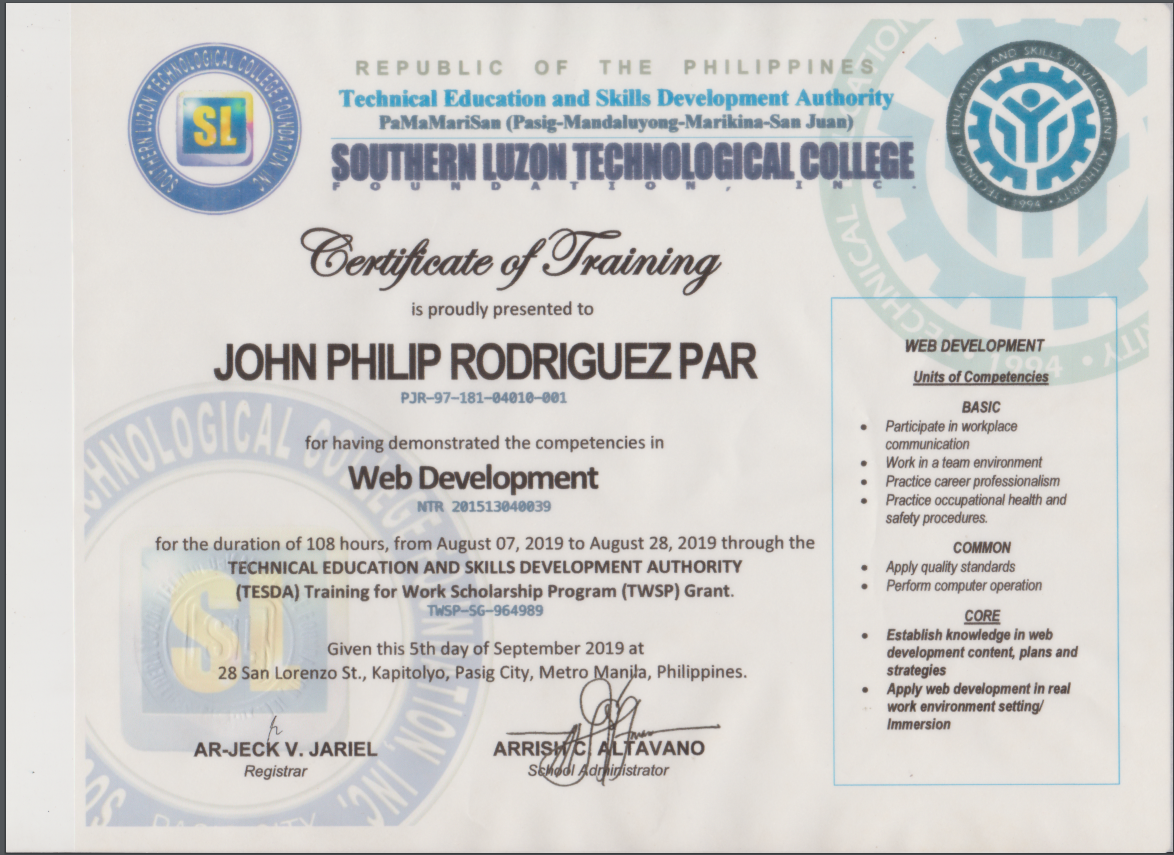 SOUTHERN LUZON TECHNOLOGICAL COLLEGE FOUNDATION, INC.
SL
REPUBLIC OF THE PHILIPPINES
Technical Education and Skills Development Authority
PaMaMariSan (Pasig-Mandaluyong-Marikina-San Juan)
SOUTHERN LUZON TECHNOLOGICAL COLLEGE
FOUNDATION, INC.
TECHNICAL EDUCATION AND SKILLS DEVELOPMENT AUTHORITY
• 1994 •
Certificate of Training
is proudly presented to
JOHN PHILIP RODRIGUEZ PAR
PJR-97-181-04010-001
for having demonstrated the competencies in
Web Development
NTR 201513040039
for the duration of 108 hours, from August 07, 2019 to August 28, 2019 through the
TECHNICAL EDUCATION AND SKILLS DEVELOPMENT AUTHORITY
(TESDA) Training for Work Scholarship Program (TWSP) Grant.
TWSP-SG-964989
Given this 5th day of September 2019 at
28 San Lorenzo St., Kapitolyo, Pasig City, Metro Manila, Philippines.
AR-JECK V. JARIEL
Registrar
ARRISH C. ALTAVANO
School Administrator
WEB DEVELOPMENT
Units of Competencies
BASIC
• Participate in workplace
communication
• Work in a team environment
• Practice career professionalism
• Practice occupational health and
safety procedures.
COMMON
• Apply quality standards
• Perform computer operation
CORE
• Establish knowledge in web
development content, plans and
strategies
• Apply web development in real
work environment setting/
Immersion